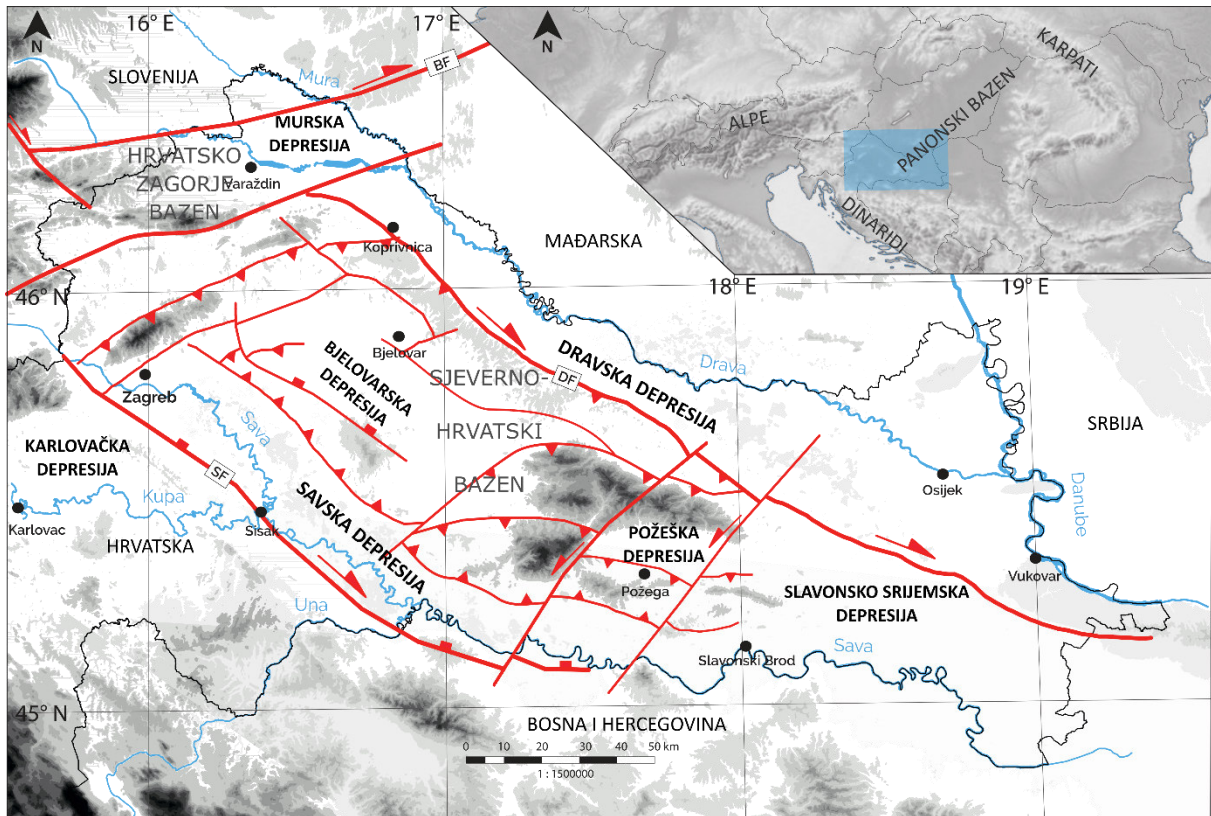 16° E
17° E
N
N
KARPATI
SLOVENIJA
Mura
BF
PANONSKI BAZEN
ALPE
MURSKA
DEPRESIJA
HRVATSKO
ZAGORJE
BAZEN
Varaždin
DINARIDI
Koprivnica
MAĐARSKA
46° N
18° E
19° E
Bjelovar
BJELOVARSKA
DEPRESIJA
SJEVERNO-
HRVATSKI
BAZEN
DF
DRAVSKA DEPRESIJA
Drava
Zagreb
Sava
SRBIJA
KARLOVAČKA
DEPRESIJA
SF
Kupa
Karlovac
Sisak
HRVATSKA
SAVSKA DEPRESIJA
Osijek
Danube
POŽEŠKA
DEPRESIJA
Požega
Vukovar
Una
SLAVONSKO SRIJEMSKA
DEPRESIJA
Slavonski Brod
Sava
45° N
BOSNA I HERCEGOVINA
0 10 20 30 40 50 km
1 : 1500000